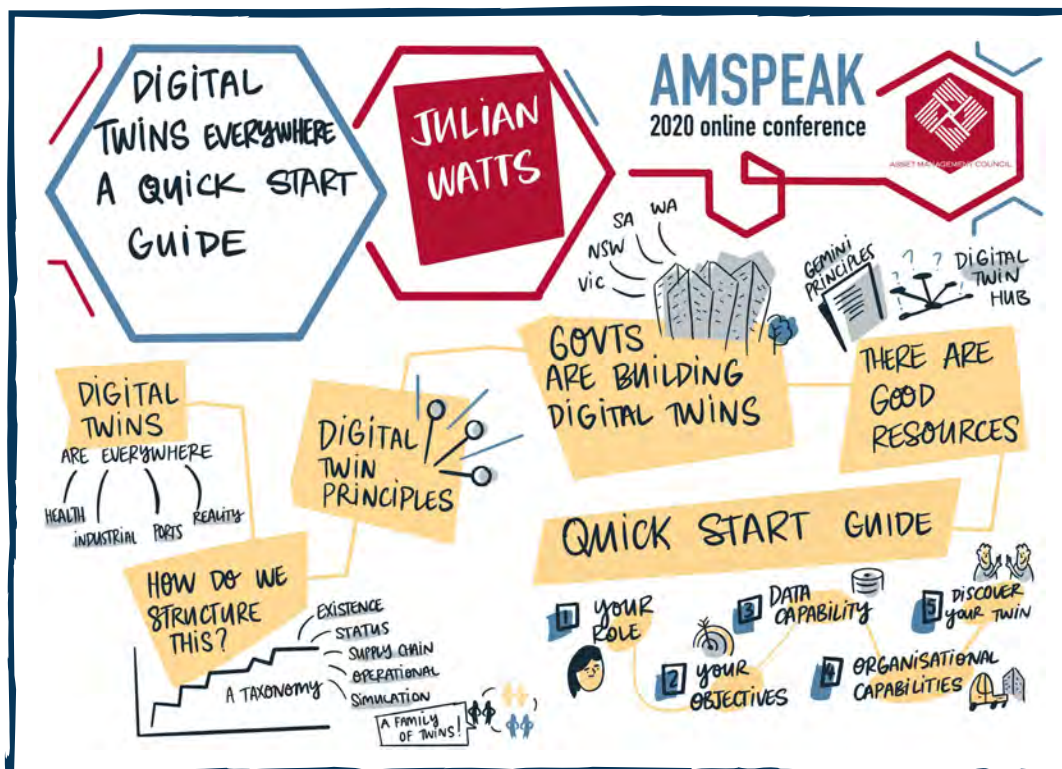 DIGITAL
TWINS EVERYWHERE
A QUICK START
GUIDE
JULIAN
WATTS
AMSPEAK
2020 online conference
ASSET MANAGEMENT COUNCIL
VIC
NSW
SA
WA
GEMINI
PRINCIPLES
? ? ? ?
DIGITAL
TWIN
HUB
DIGITAL
TWINS
ARE EVERYWHERE
HEALTH
INDUSTRIAL
PORTS
REALITY
HOW DO WE
STRUCTURE
THIS?
A TAXONOMY
EXISTENCE
STATUS
SUPPLY CHAIN
OPERATIONAL
SIMULATION
A FAMILY
OF TWINS!
DIGITAL
TWIN
PRINCIPLES
GOVTS
ARE BUILDING
DIGITAL TWINS
THERE ARE
GOOD
RESOURCES
QUICK START GUIDE
1 YOUR
ROLE
2 YOUR
OBJECTIVES
3 DATA
CAPABILITY
4 ORGANISATIONAL
CAPABILITIES
5 DISCOVER
YOUR TWIN